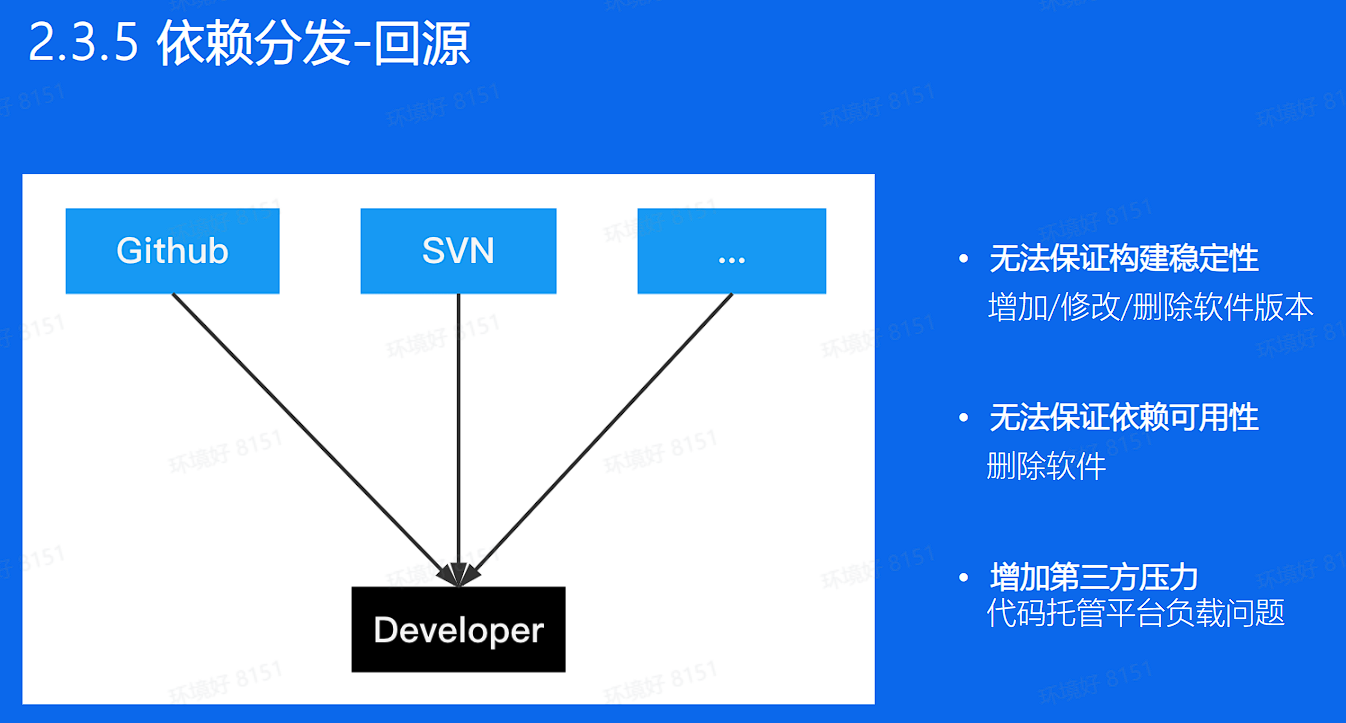 2.3.5 依赖分发-回源
Github
SVN
...
Developer
• 无法保证构建稳定性
增加/修改/删除软件版本
• 无法保证依赖可用性
删除软件
• 增加第三方压力
代码托管平台负载问题
环境好 8151